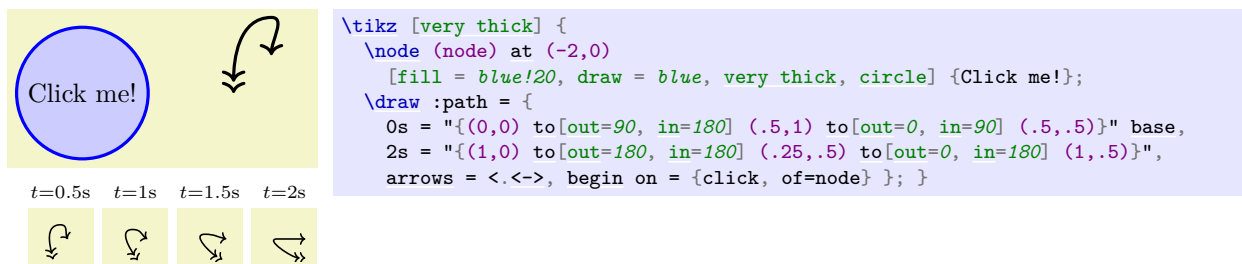 Click me!
t=0.5s t=1s t=1.5s t=2s
\tikz [very thick] {
  \node (node) at (-2,0)
    [fill = blue!20, draw = blue, very thick, circle] {Click me!};
  \draw :path = {
    0s = "{(0,0) to[out=90, in=180] (.5,1) to[out=0, in=90] (.5,.5)}" base,
    2s = "{(1,0) to[out=180, in=180] (.25,.5) to[out=0, in=180] (1,.5)}",
    arrows = <.<->, begin on = {click, of=node} }; }